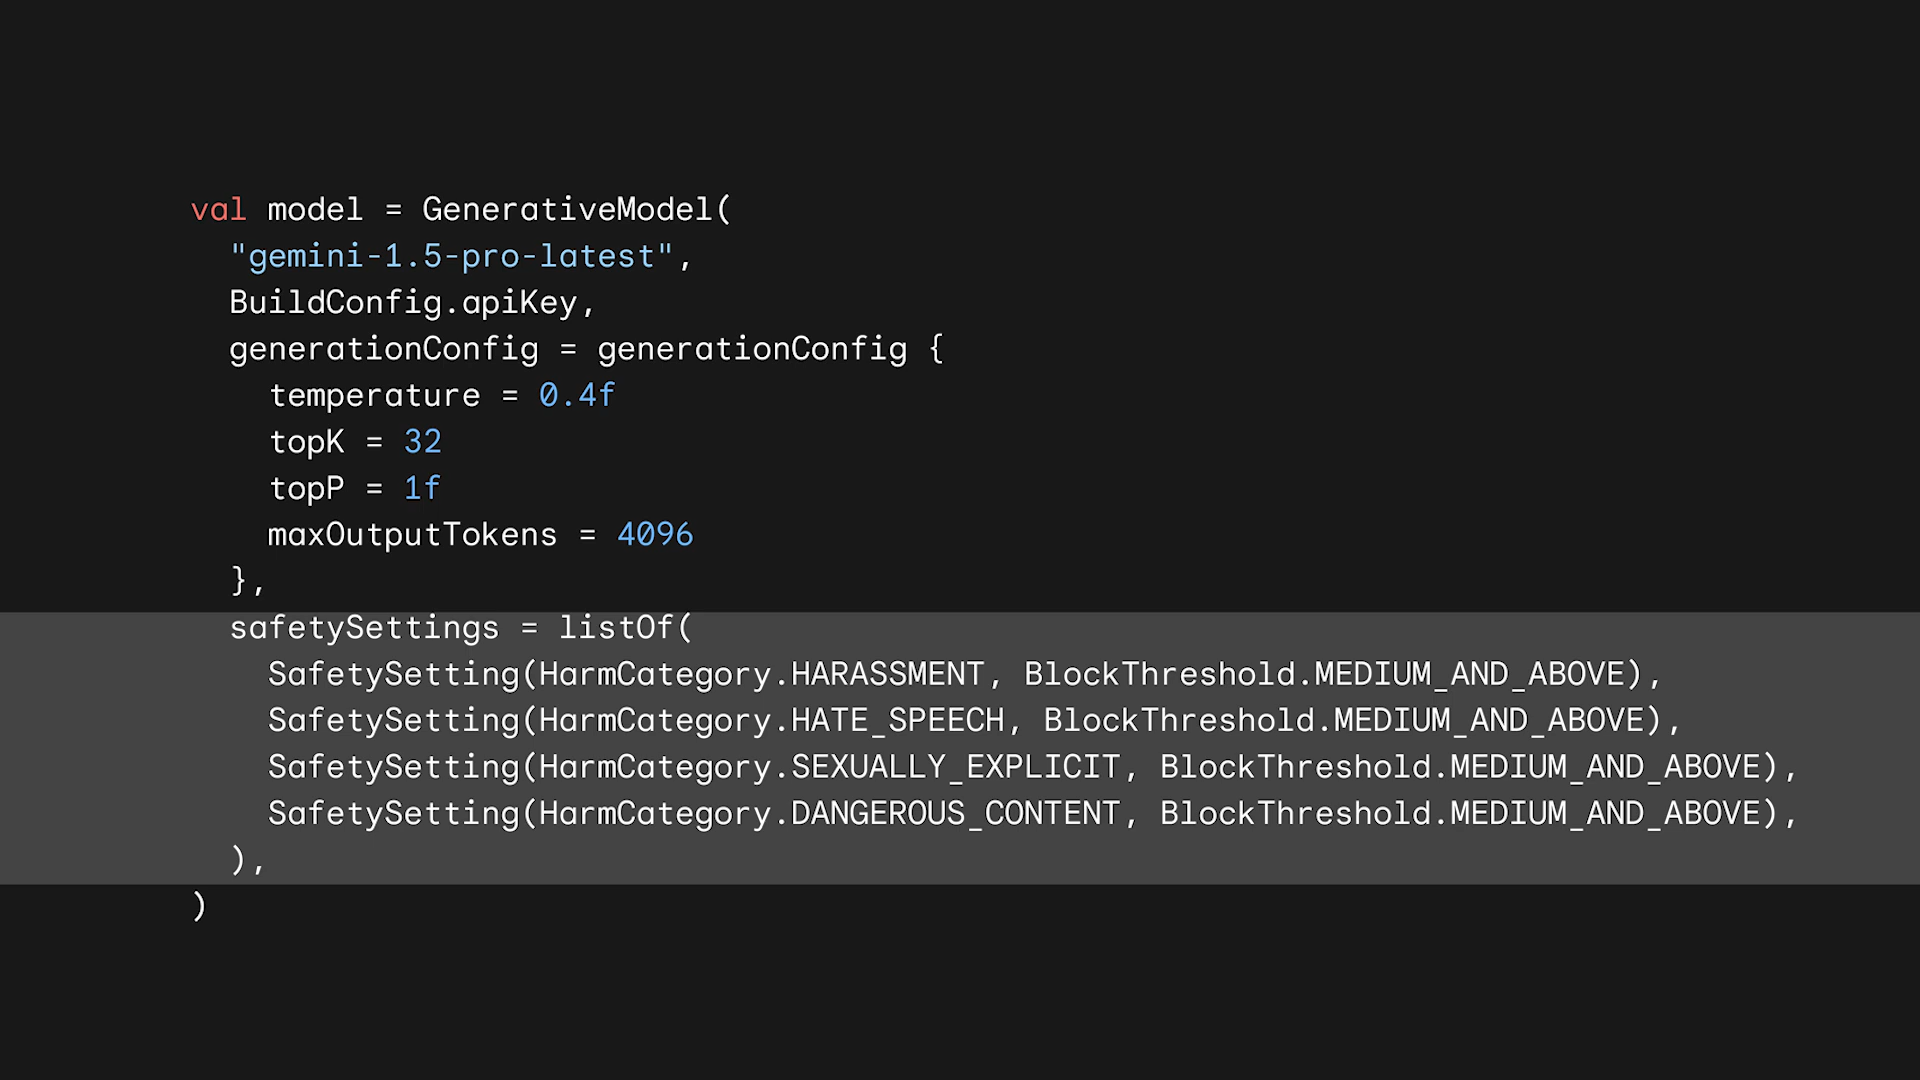 val model = GenerativeModel(
"gemini-1.5-pro-latest",
BuildConfig.apiKey,
generationConfig = generationConfig {
temperature = 0.4f
topK = 32
topP = 1f
maxOutputTokens = 4096
},
safetySettings = listOf(
SafetySetting(HarmCategory.HARASSMENT, BlockThreshold.MEDIUM_AND_ABOVE),
SafetySetting(HarmCategory.HATE_SPEECH, BlockThreshold.MEDIUM_AND_ABOVE),
SafetySetting(HarmCategory.SEXUALLY_EXPLICIT, BlockThreshold.MEDIUM_AND_ABOVE),
SafetySetting(HarmCategory.DANGEROUS_CONTENT, BlockThreshold.MEDIUM_AND_ABOVE),
),
)